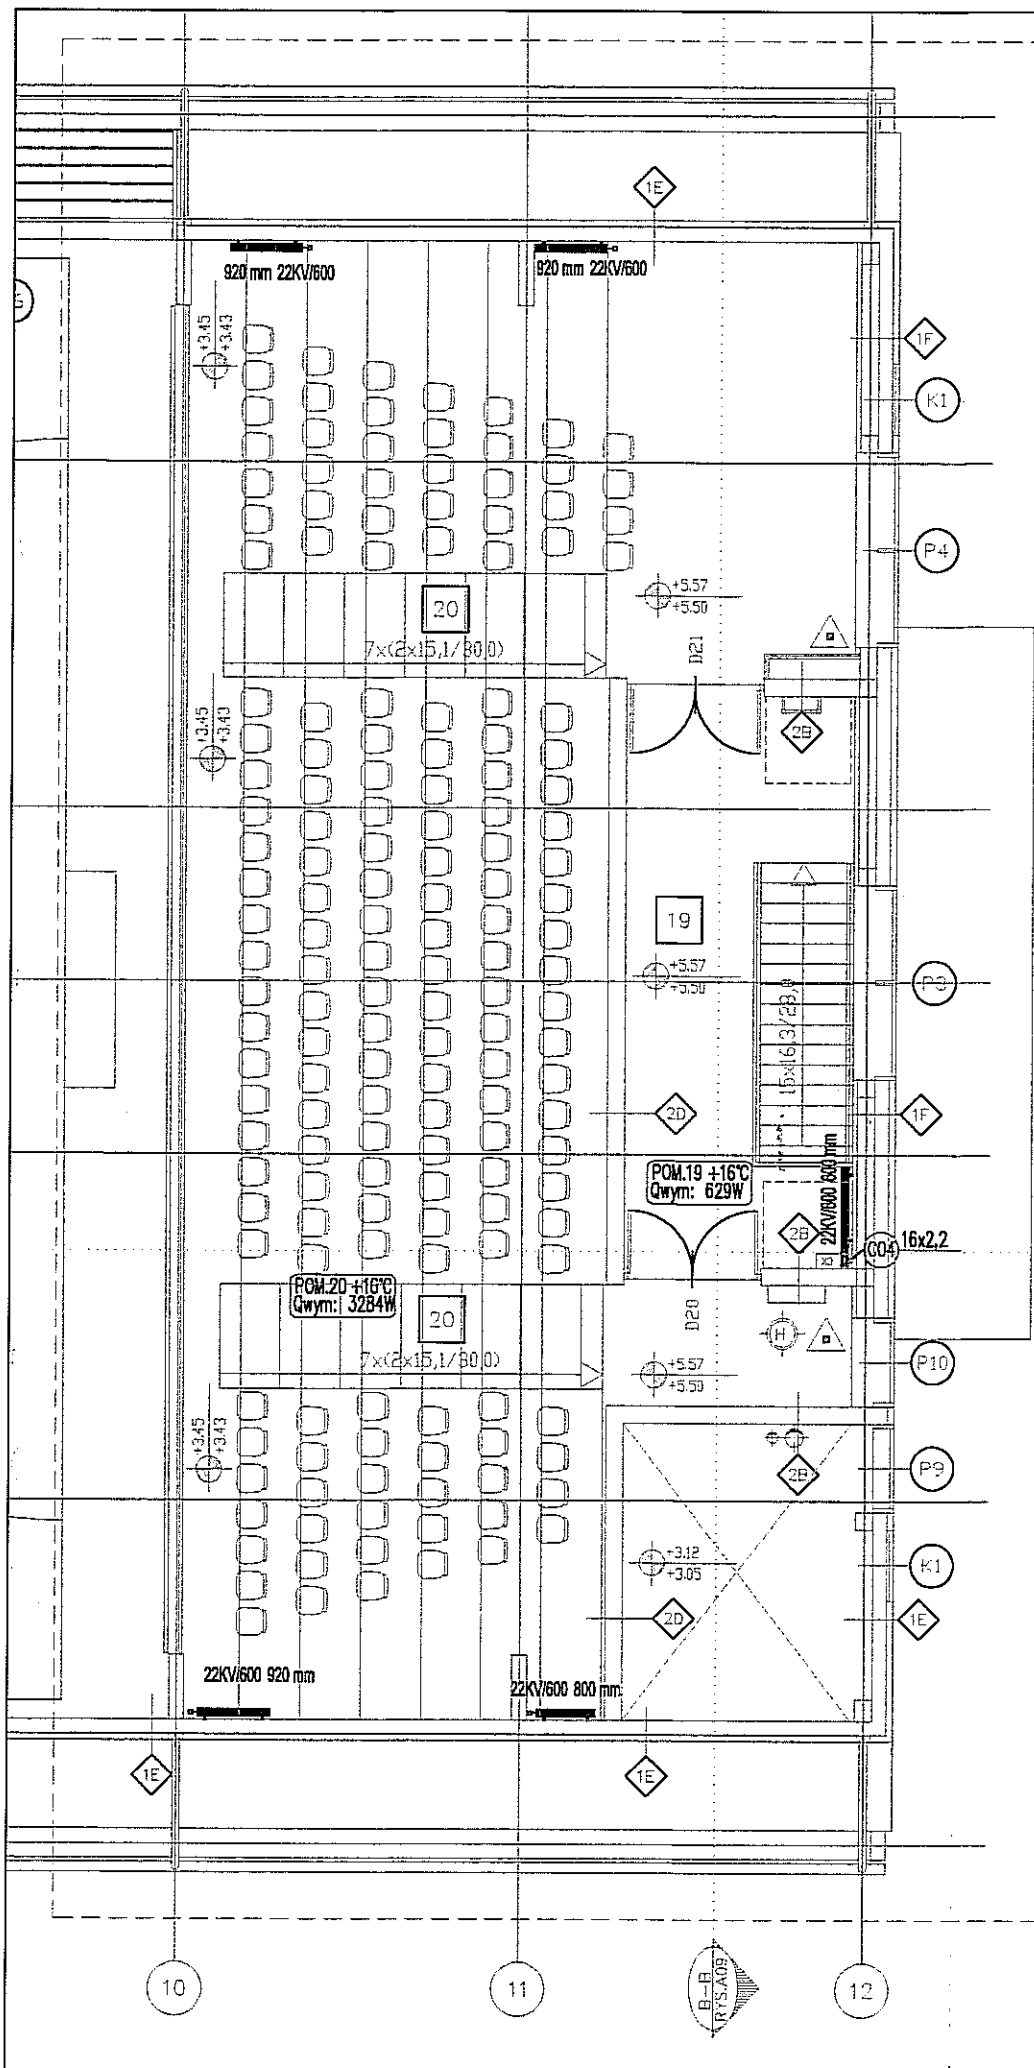 1E
920 mm 22KV/600
920 mm 22KV/600
+3.45
+3.43
1F
K1
P4
+5.57
+5.50
20
7x(2x15,1/30,0)
D21
2B
+3.45
+3.43
19
+5.57
+5.50
P3
15x16,3/28,0
2D
1F
POM.19 +16°C
Qwym: 629W
22KV/600 800 mm
2B
C04
16x2,2
POM.20 +16°C
Qwym: 3284W
20
7x(2x15,1/30,0)
D20
H
+5.57
+5.50
P10
+3.45
+3.43
2B
P9
+3.12
+3.05
K1
2D
1E
22KV/600 920 mm
22KV/600 800 mm
1E
1E
10
11
B-B
RYS.A09
12